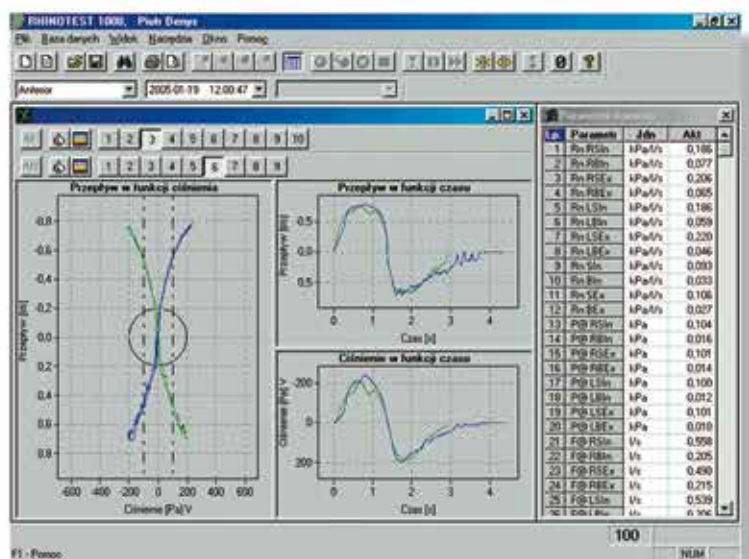 RHINOTEST 1000, Piotr Denys
Plik Baza danych Widok Narzędzia Okno Pomoc
Anterior 2005-01-19 12:00:47
1 2 3 4 5 6 7 8 9 10
1 2 3 4 5 6 7 8 9
Przepływ w funkcji ciśnienia
Przepływ [l/s]
-0.8
-0.6
-0.4
-0.2
0.0
0.2
0.4
0.6
0.8
-600 -400 -200 0 200 400 600
Ciśnienie [Pa] V
Przepływ w funkcji czasu
Przepływ [l/s]
-0.5
0.0
0.5
0 1 2 3 4
Czas [s]
Ciśnienie w funkcji czasu
Ciśnienie [Pa] V
-200
0
200
0 1 2 3 4
Czas [s]
Lp. Parametr Jdn Akt
1 Rn RSIn kPa/l/s 0,186
2 Rn RBIn kPa/l/s 0,077
3 Rn RSEx kPa/l/s 0,206
4 Rn RBEx kPa/l/s 0,065
5 Rn LSIn kPa/l/s 0,186
6 Rn LBIn kPa/l/s 0,059
7 Rn LSEx kPa/l/s 0,220
8 Rn LBEx kPa/l/s 0,046
9 Rn SIn kPa/l/s 0,093
10 Rn BIn kPa/l/s 0,033
11 Rn SEx kPa/l/s 0,106
12 Rn BEx kPa/l/s 0,027
13 P@ RSIn kPa 0,104
14 P@ RBIn kPa 0,016
15 P@ RSEx kPa 0,101
16 P@ RBEx kPa 0,014
17 P@ LSIn kPa 0,100
18 P@ LBIn kPa 0,012
19 P@ LSEx kPa 0,101
20 P@ LBEx kPa 0,010
21 F@ RSIn l/s 0,558
22 F@ RBIn l/s 0,205
23 F@ RSEx l/s 0,490
24 F@ RBEx l/s 0,215
25 F@ LSIn l/s 0,539
26 F@ LBIn l/s 0,206
100
F1 - Pomoc NUM